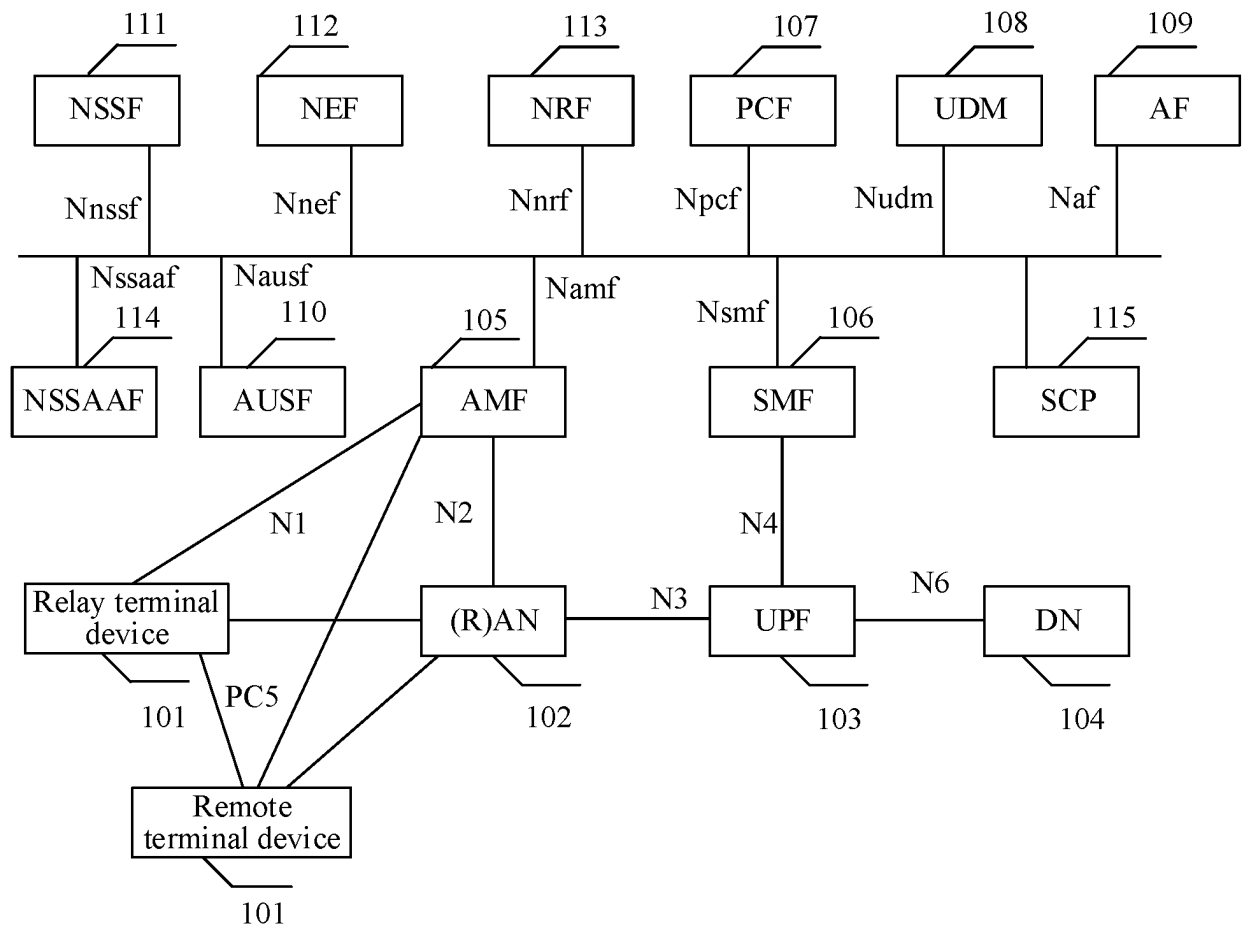 111
112
113
107
108
109
NSSF
NEF
NRF
PCF
UDM
AF
Nnssf
Nnef
Nnrf
Npcf
Nudm
Naf
Nssaaf
Nausf
Namf
Nsmf
114
110
105
106
115
NSSAAF
AUSF
AMF
SMF
SCP
N1
N2
N4
Relay terminal
device
(R)AN
N3
UPF
N6
DN
101
PC5
102
103
104
Remote
terminal device
101